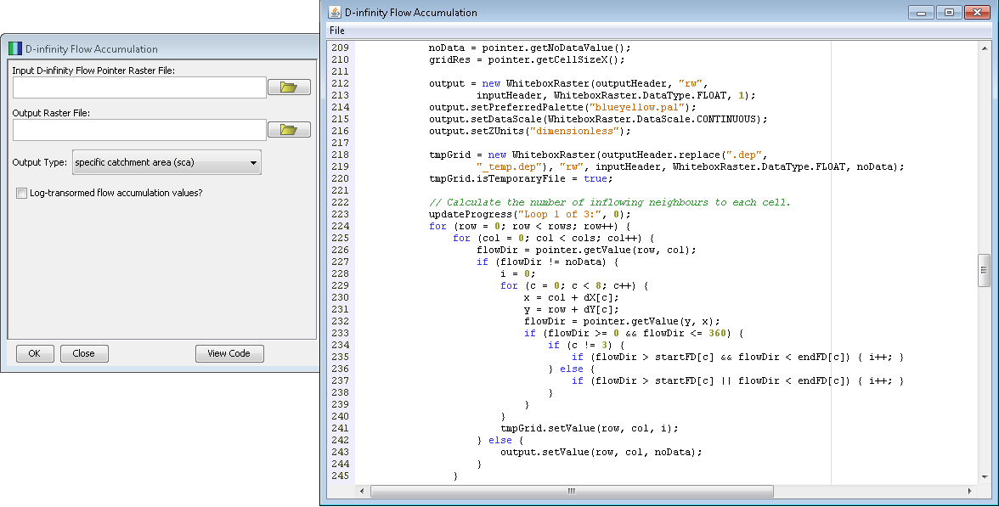 D-infinity Flow Accumulation
Input D-infinity Flow Pointer Raster File:
Output Raster File:
Output Type:
specific catchment area (sca)
Log-transormed flow accumulation values?
OK
Close
View Code
D-infinity Flow Accumulation
File
209 noData = pointer.getNoDataValue();
210 gridRes = pointer.getCellSizeX();
211
212 output = new WhiteboxRaster(outputHeader, "rw",
213 inputHeader, WhiteboxRaster.DataType.FLOAT, 1);
214 output.setPreferredPalette("blueyellow.pal");
215 output.setDataScale(WhiteboxRaster.DataScale.CONTINUOUS);
216 output.setZUnits("dimensionless");
217
218 tmpGrid = new WhiteboxRaster(outputHeader.replace(".dep",
219 "_temp.dep"), "rw", inputHeader, WhiteboxRaster.DataType.FLOAT, noData);
220 tmpGrid.isTemporaryFile = true;
221
222 // Calculate the number of inflowing neighbours to each cell.
223 updateProgress("Loop 1 of 3:", 0);
224 for (row = 0; row < rows; row++) {
225 for (col = 0; col < cols; col++) {
226 flowDir = pointer.getValue(row, col);
227 if (flowDir != noData) {
228 i = 0;
229 for (c = 0; c < 8; c++) {
230 x = col + dX[c];
231 y = row + dY[c];
232 flowDir = pointer.getValue(y, x);
233 if (flowDir >= 0 && flowDir <= 360) {
234 if (c != 3) {
235 if (flowDir > startFD[c] && flowDir < endFD[c]) { i++; }
236 } else {
237 if (flowDir > startFD[c] || flowDir < endFD[c]) { i++; }
238 }
239 }
240 }
241 tmpGrid.setValue(row, col, i);
242 } else {
243 output.setValue(row, col, noData);
244 }
245 }